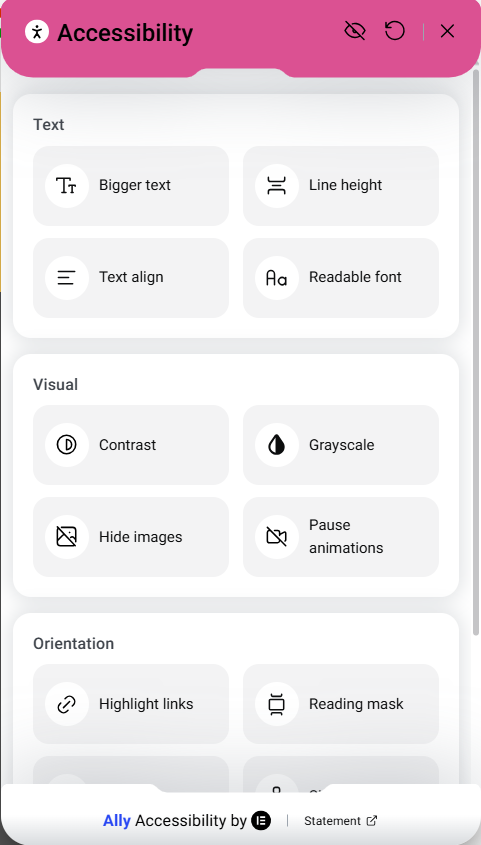 Accessibility
Text
Bigger text
Line height
Text align
Readable font
Visual
Contrast
Grayscale
Hide images
Pause
animations
Orientation
Highlight links
Reading mask
Ally Accessibility by
Statement